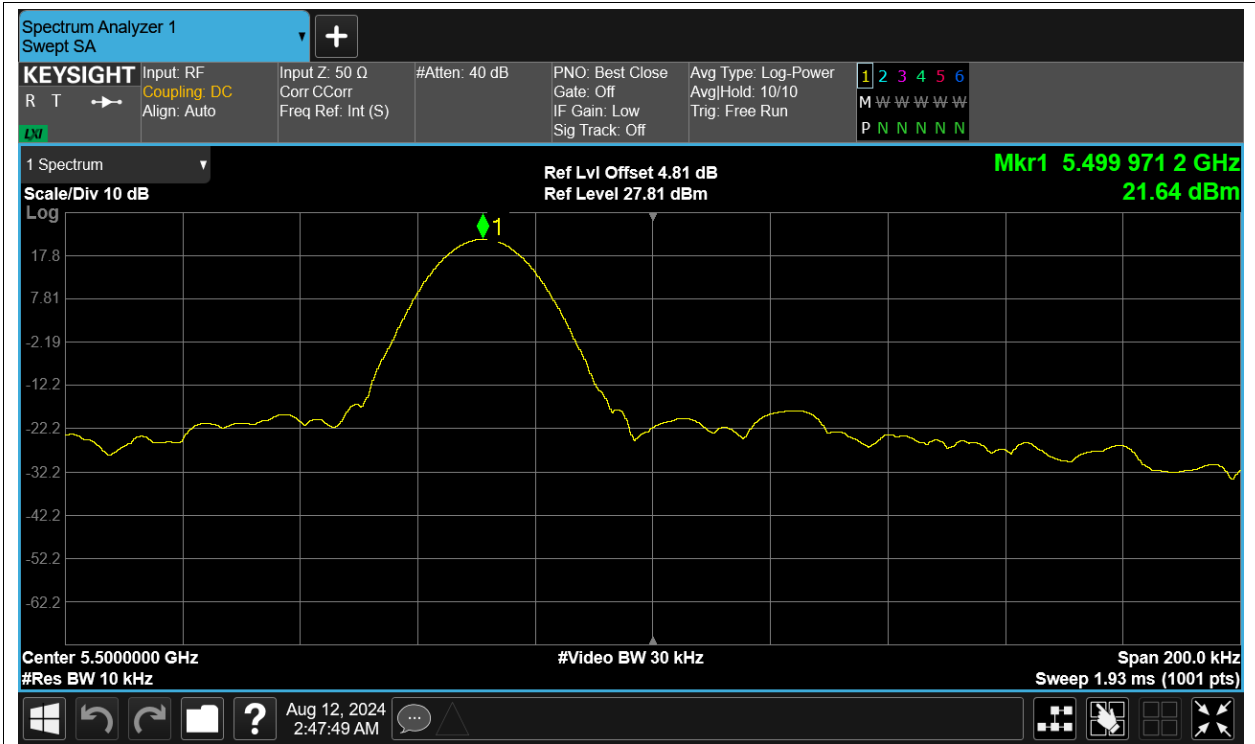 Spectrum Analyzer 1
Swept SA
KEYSIGHT
R T
LXI
Input: RF
Coupling: DC
Align: Auto
Input Z: 50 Ω
Corr CCorr
Freq Ref: Int (S)
#Atten: 40 dB
PNO: Best Close
Gate: Off
IF Gain: Low
Sig Track: Off
Avg Type: Log-Power
Avg|Hold: 10/10
Trig: Free Run
1 2 3 4 5 6
M W W W W W
P N N N N N
1 Spectrum
Scale/Div 10 dB
Log
Ref Lvl Offset 4.81 dB
Ref Level 27.81 dBm
Mkr1 5.499 971 2 GHz
21.64 dBm
1
17.8
7.81
-2.19
-12.2
-22.2
-32.2
-42.2
-52.2
-62.2
Center 5.5000000 GHz
#Res BW 10 kHz
#Video BW 30 kHz
Span 200.0 kHz
Sweep 1.93 ms (1001 pts)
?
Aug 12, 2024
2:47:49 AM